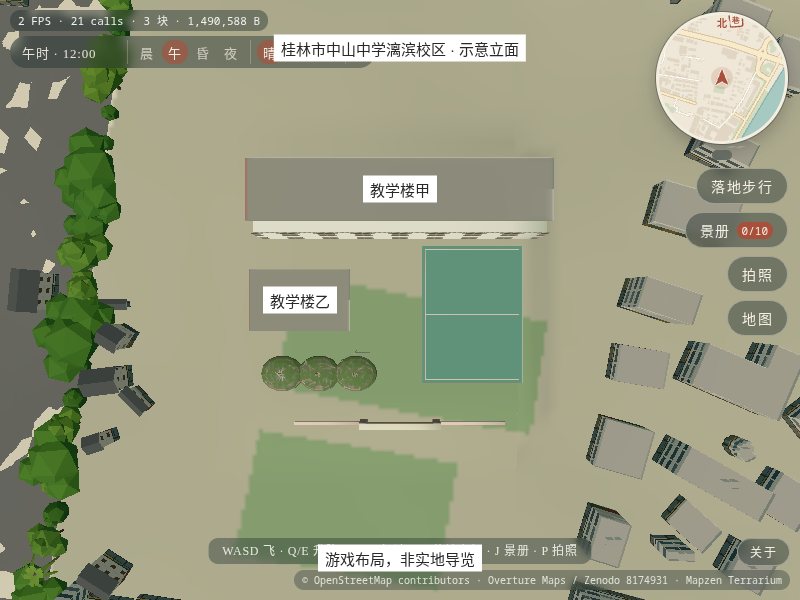 2 FPS · 21 calls · 3 块 · 1,490,588 B
午时 · 12:00 晨 午 昏 夜 晴
桂林市中山中学漓滨校区 · 示意立面
北 巷
教学楼甲
落地步行
景册 0/10
拍照
教学楼乙
地图
WASD 飞 · Q/E 升 · J 景册 · P 拍照
游戏布局，非实地导览
关于
© OpenStreetMap contributors · Overture Maps / Zenodo 8174931 · Mapzen Terrarium